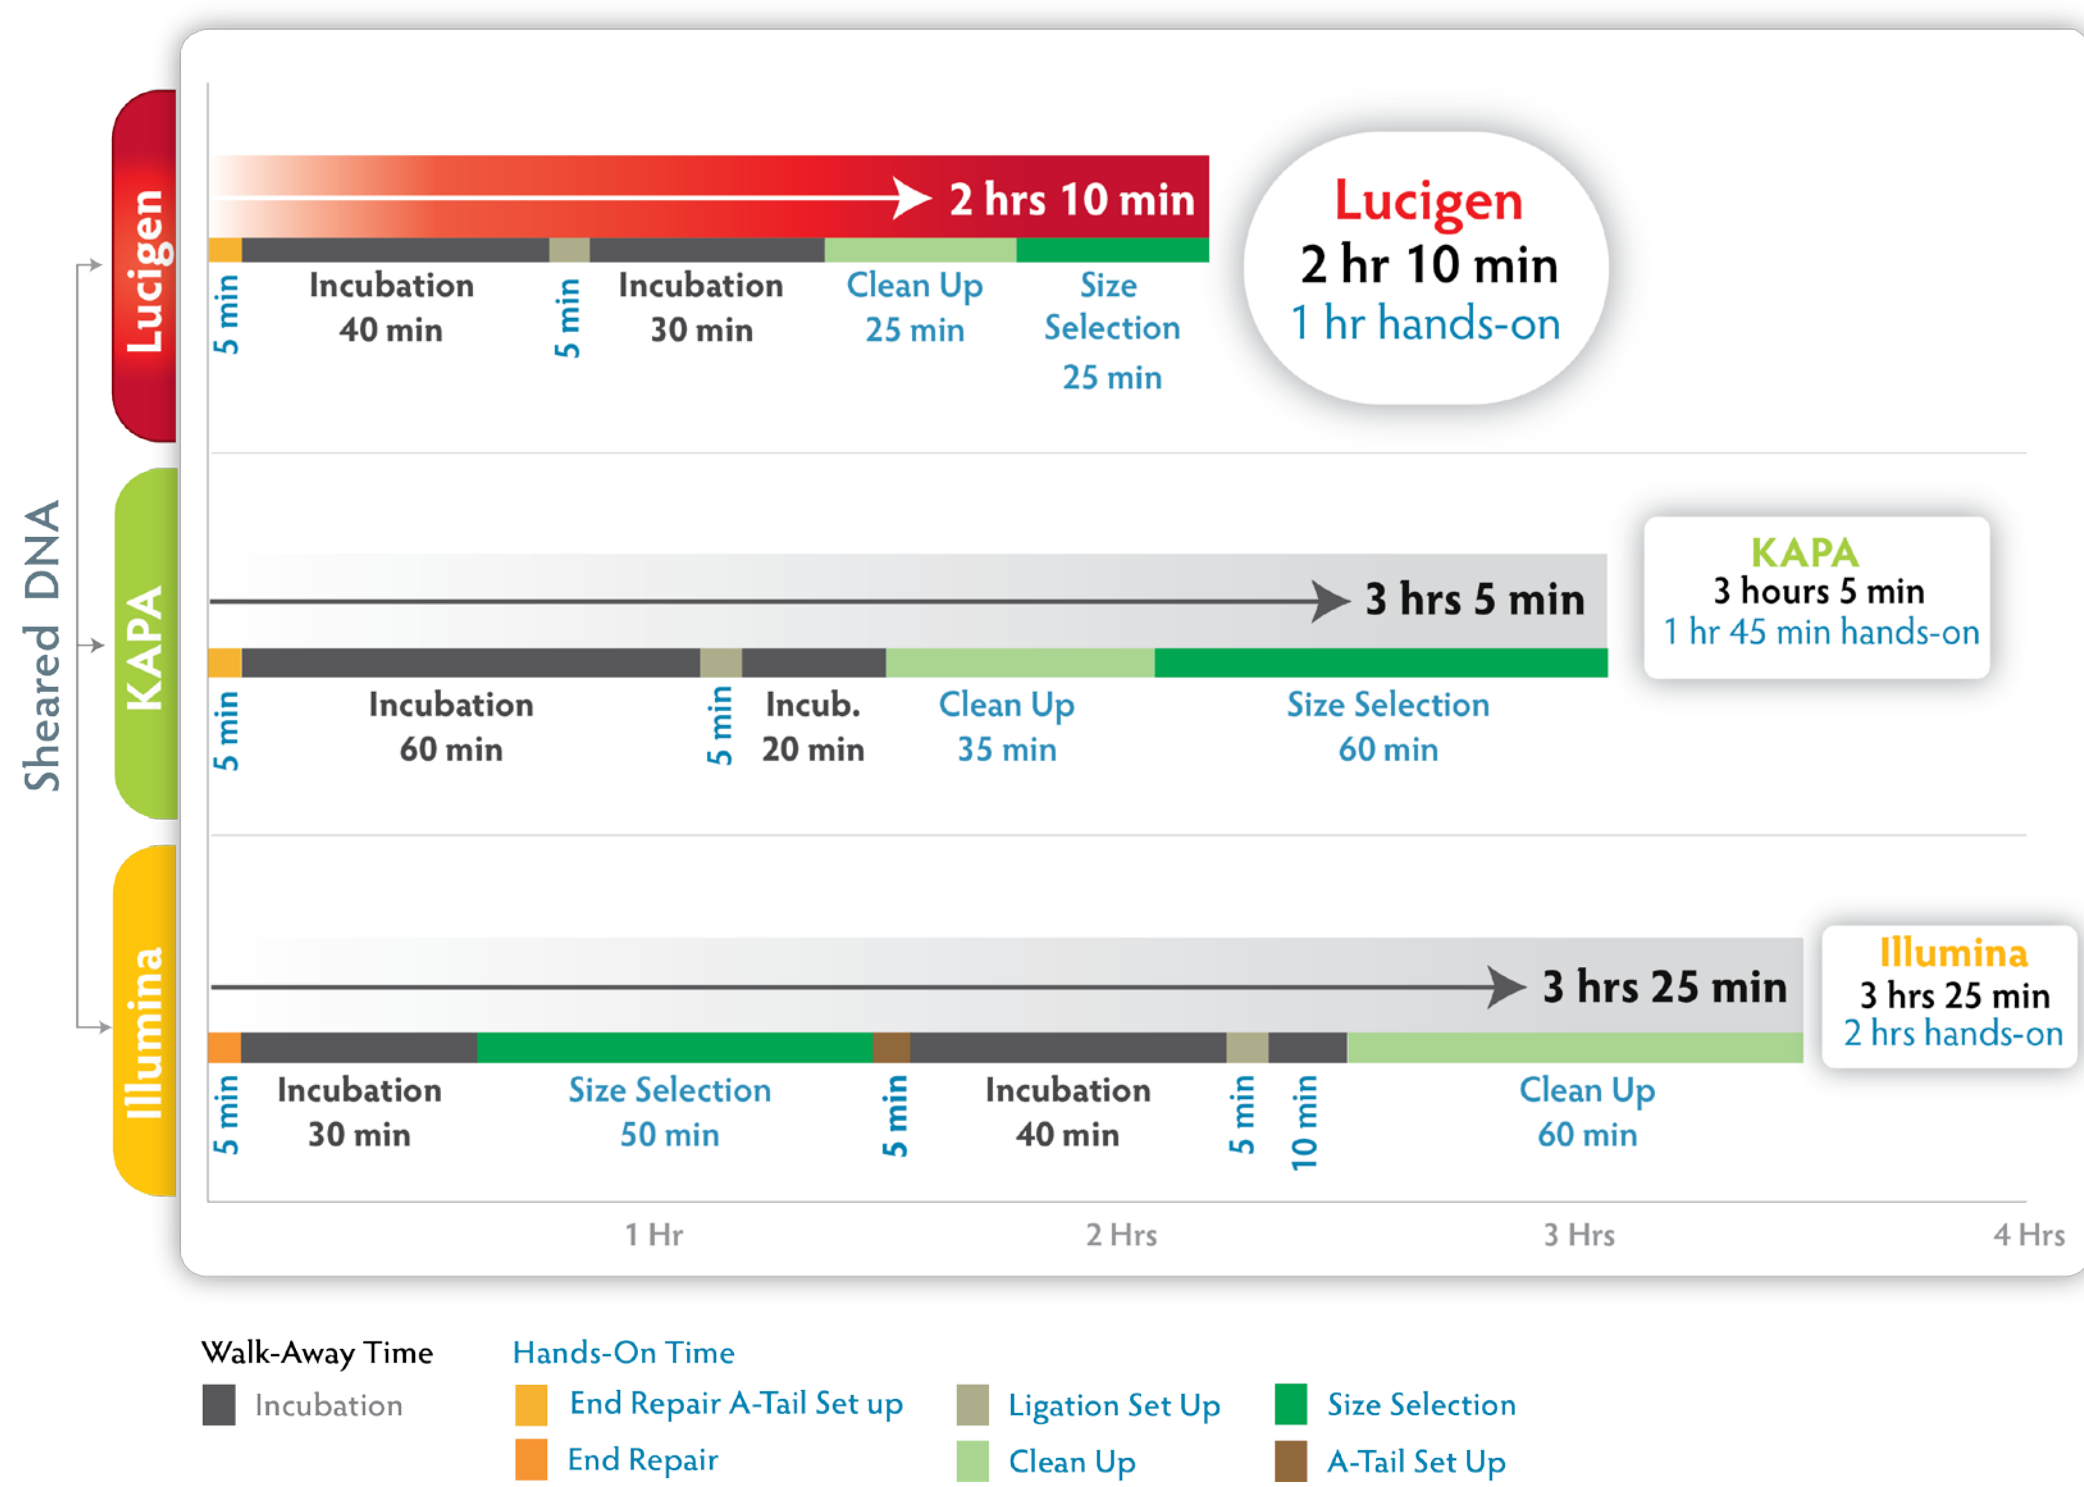 Sheared DNA
Lucigen
2 hrs 10 min
5 min
Incubation
40 min
5 min
Incubation
30 min
Clean Up
25 min
Size
Selection
25 min
Lucigen
2 hr 10 min
1 hr hands-on
KAPA
3 hrs 5 min
5 min
Incubation
60 min
5 min
Incub.
20 min
Clean Up
35 min
Size Selection
60 min
KAPA
3 hours 5 min
1 hr 45 min hands-on
Illumina
3 hrs 25 min
5 min
Incubation
30 min
Size Selection
50 min
5 min
Incubation
40 min
5 min
10 min
Clean Up
60 min
Illumina
3 hrs 25 min
2 hrs hands-on
1 Hr
2 Hrs
3 Hrs
4 Hrs
Walk-Away Time
Incubation
Hands-On Time
End Repair A-Tail Set up
End Repair
Ligation Set Up
Clean Up
Size Selection
A-Tail Set Up